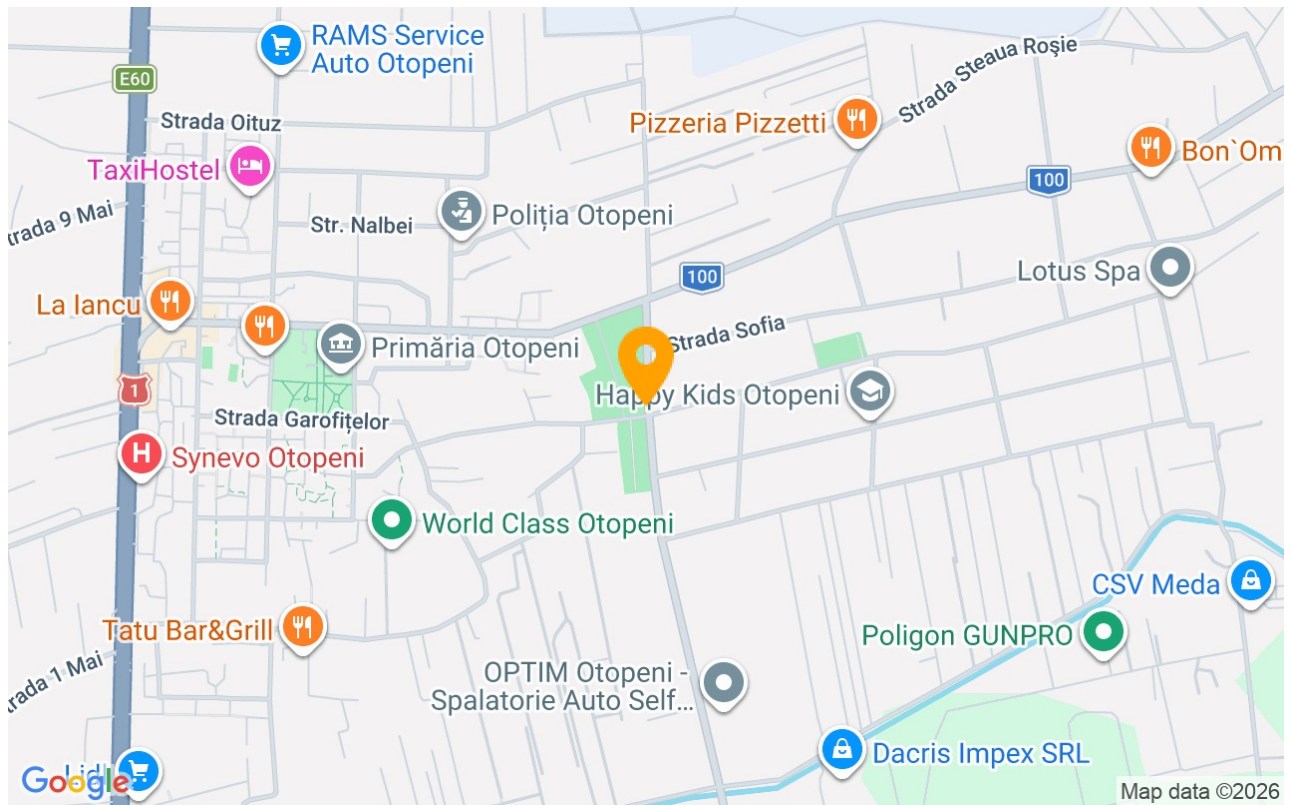 RAMS Service
Auto Otopeni
E60
Strada Oituz
TaxiHostel
trada 9 Mai
Str. Nalbei
Poliția Otopeni
Pizzeria Pizzetti
Strada Steaua Roşie
Bon`Om
100
100
Lotus Spa
La Iancu
Primăria Otopeni
Strada Sofia
Happy Kids Otopeni
1
Strada Garofițelor
H
Synevo Otopeni
World Class Otopeni
CSV Meda
Tatu Bar&Grill
Poligon GUNPRO
trada 1 Mai
OPTIM Otopeni -
Spalatorie Auto Self...
Dacris Impex SRL
Lidl
Google
Map data ©2026